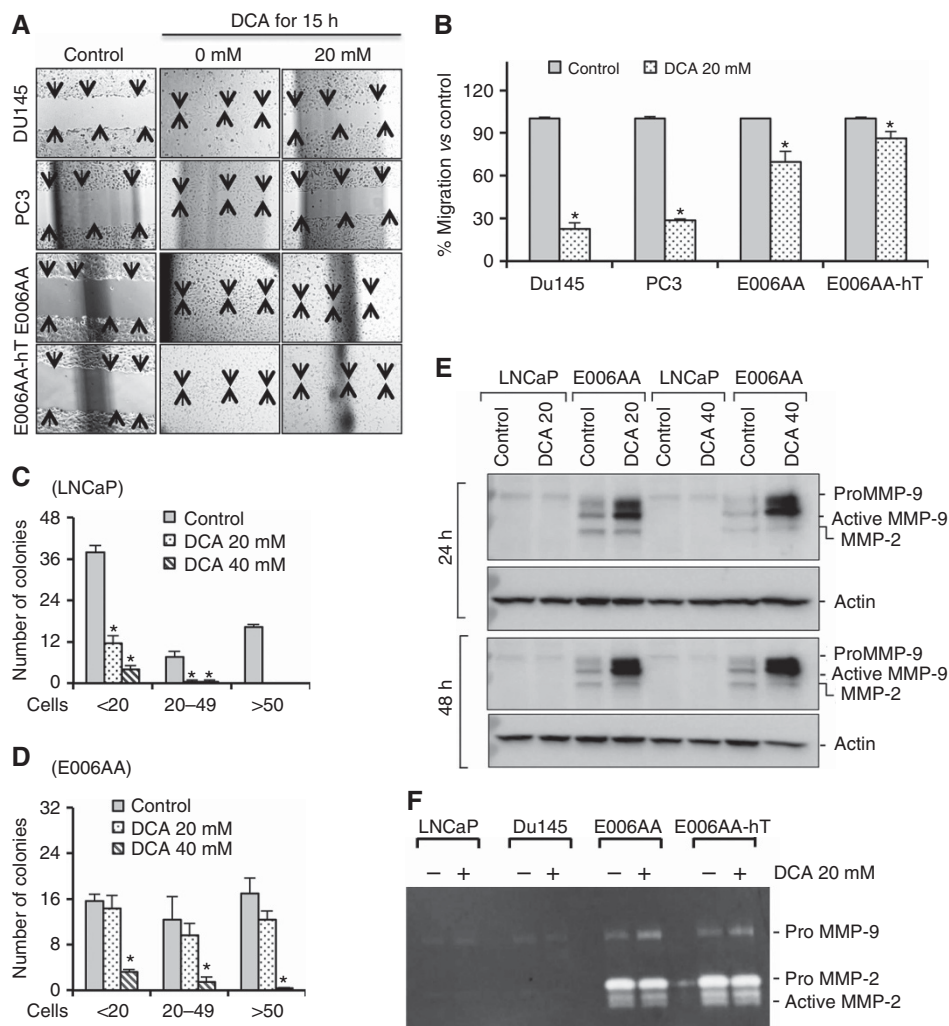 A
DCA for 15 h
Control
0 mM
20 mM
DU145
PC3
E006AA
E006AA-hT
B
Control
DCA 20 mM
% Migration vs control
120
90
60
30
0
*
*
*
*
Du145
PC3
E006AA
E006AA-hT
C
(LNCaP)
Number of colonies
48
36
24
12
0
Control
DCA 20 mM
DCA 40 mM
*
*
* *
Cells
<20
20–49
>50
D
(E006AA)
Number of colonies
32
24
16
8
0
Control
DCA 20 mM
DCA 40 mM
*
*
*
Cells
<20
20–49
>50
E
LNCaP
E006AA
LNCaP
E006AA
Control
DCA 20
Control
DCA 20
Control
DCA 40
Control
DCA 40
24 h
ProMMP-9
Active MMP-9
MMP-2
Actin
48 h
ProMMP-9
Active MMP-9
MMP-2
Actin
F
LNCaP
Du145
E006AA
E006AA-hT
– + – + – + – + DCA 20 mM
Pro MMP-9
Pro MMP-2
Active MMP-2